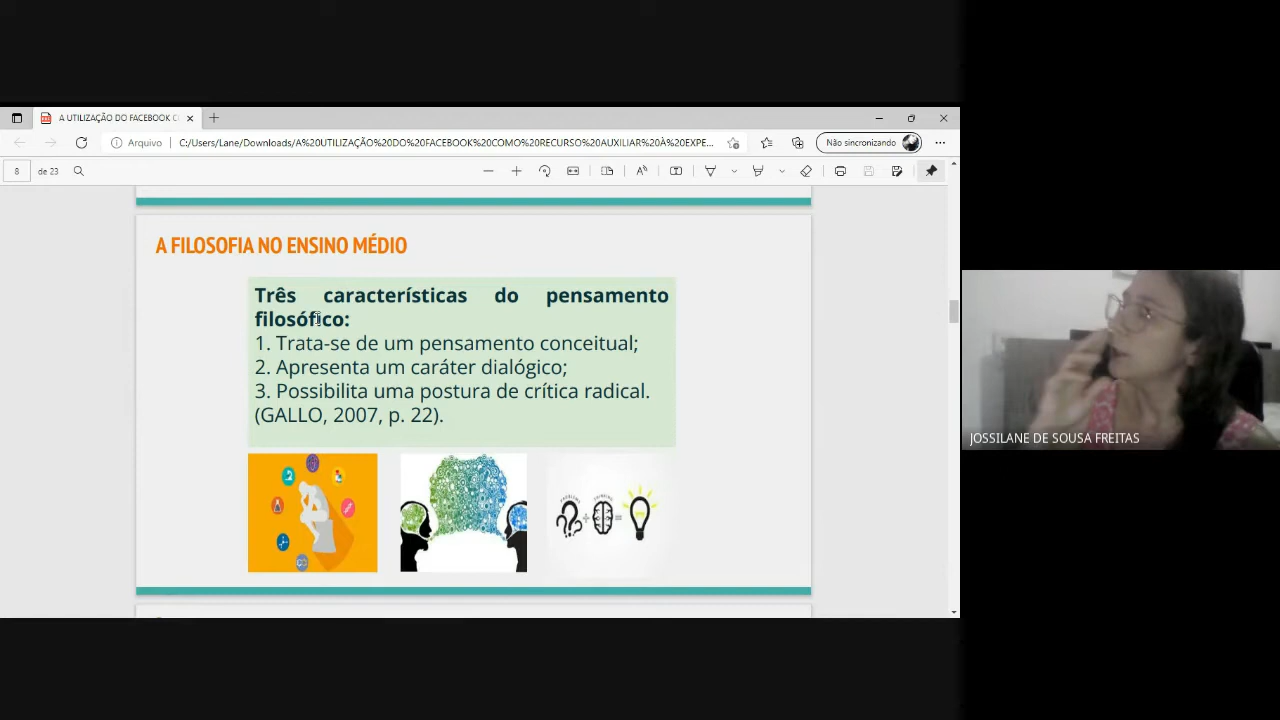 A UTILIZAÇÃO DO FACEBOOK C
Arquivo
C:/Users/Lane/Downloads/A%20UTILIZAÇÃO%20DO%20FACEBOOK%20COMO%20RECURSO%20AUXILIAR%20À%20EXPE...
Não sincronizando
8 de 23
A FILOSOFIA NO ENSINO MÉDIO
Três características do pensamento
filosófico:
1. Trata-se de um pensamento conceitual;
2. Apresenta um caráter dialógico;
3. Possibilita uma postura de crítica radical.
(GALLO, 2007, p. 22).
JOSSILANE DE SOUSA FREITAS